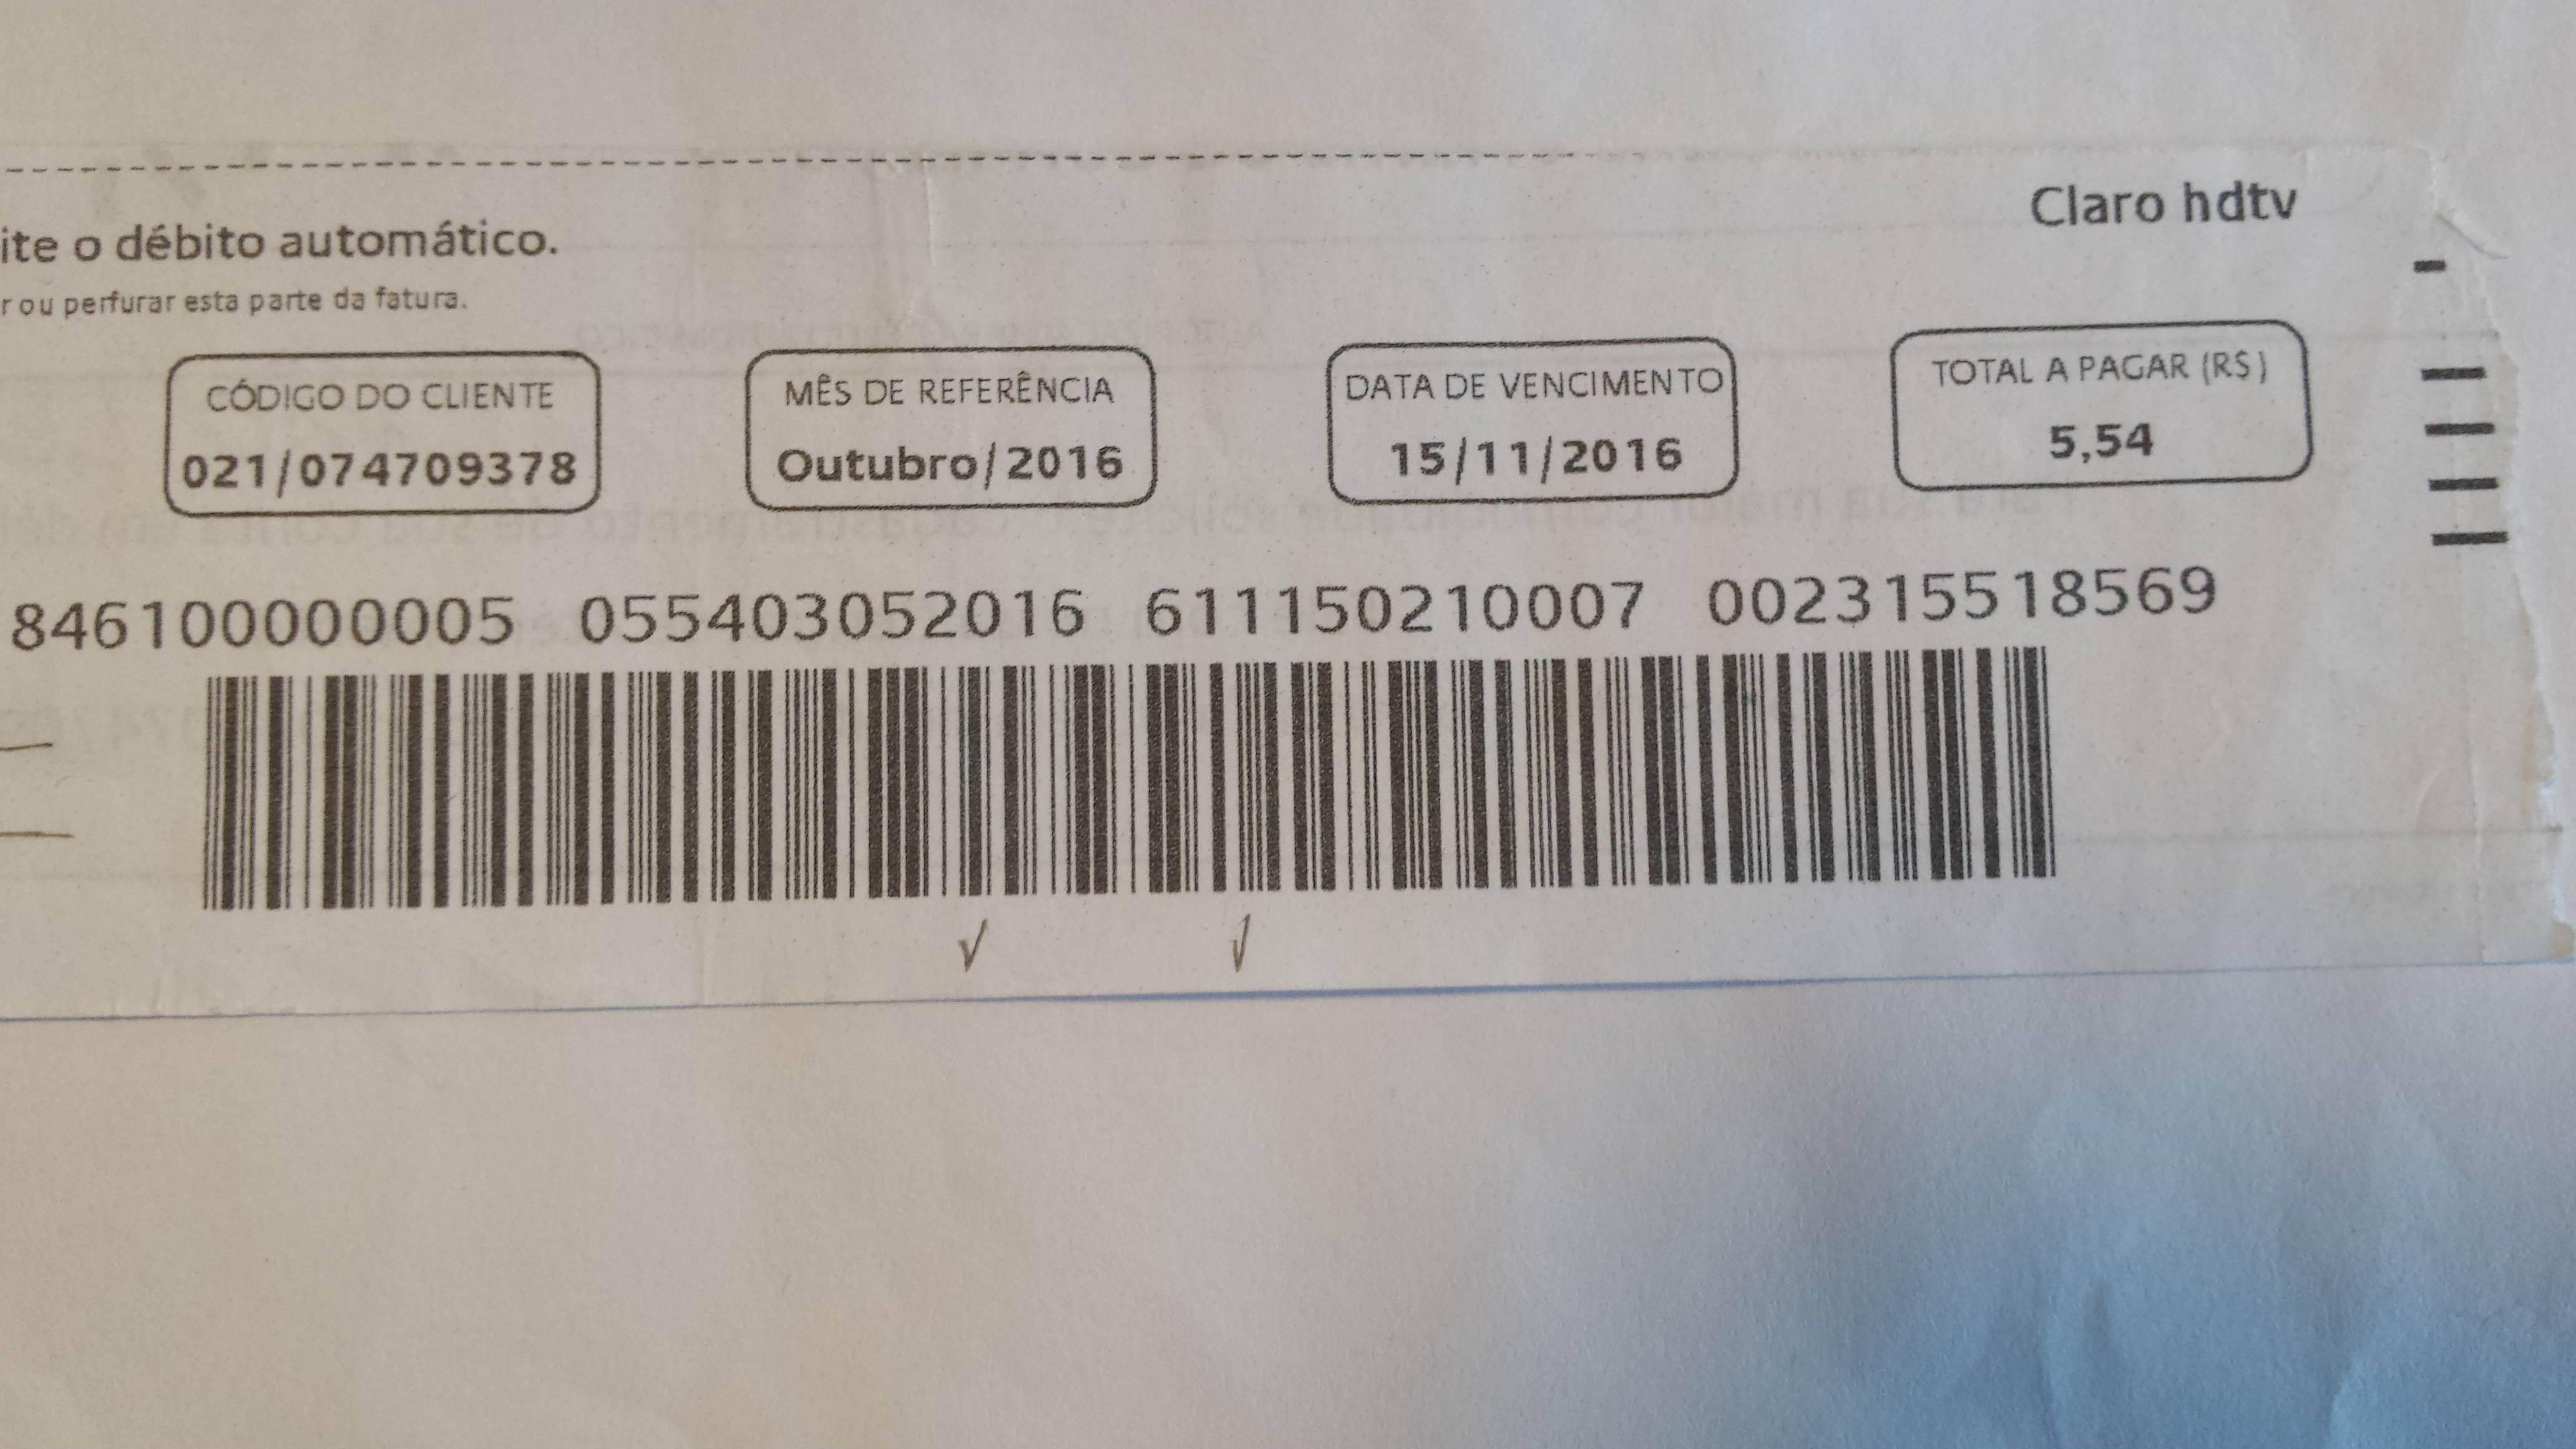 Claro hdtv
ite o débito automático.
r ou perfurar esta parte da fatura.
CÓDIGO DO CLIENTE
021/074709378
MÊS DE REFERÊNCIA
Outubro/2016
DATA DE VENCIMENTO
15/11/2016
TOTAL A PAGAR (R$)
5,54
846100000005 055403052016 611150210007 002315518569